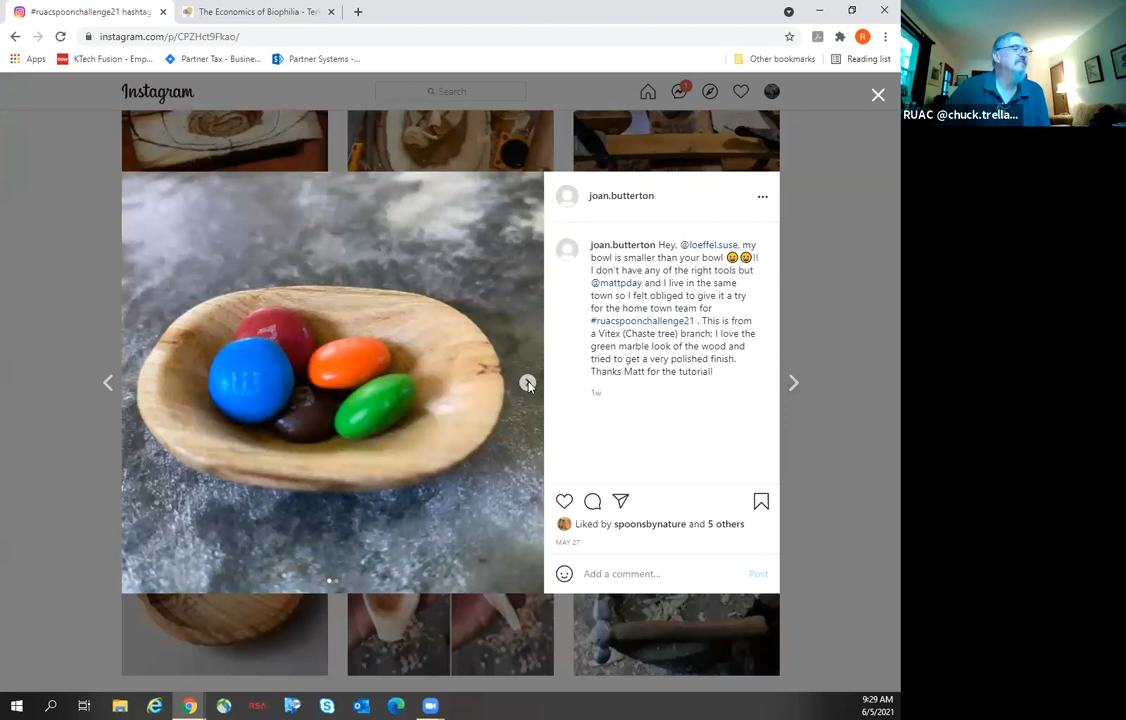 #ruacspoonchallenge21 hashtag
The Economics of Biophilia - Terr
instagram.com/p/CPZHct9Fkao/
Apps
KTech Fusion - Emp...
Partner Tax - Busine...
Partner Systems -...
Other bookmarks
Reading list
RUAC @chuck.trella...
Instagram
Search
1
joan.butterton
joan.butterton Hey, @loeffel.suse, my
bowl is smaller than your bowl 😀😀!!
I don't have any of the right tools but
@mattpday and I live in the same
town so I felt obliged to give it a try
for the home town team for
#ruacspoonchallenge21 . This is from
a Vitex (Chaste tree) branch; I love the
green marble look of the wood and
tried to get a very polished finish.
Thanks Matt for the tutorial!
1w
Liked by spoonsbynature and 5 others
MAY 27
Add a comment...
Post
RSA
9:29 AM
6/5/2021